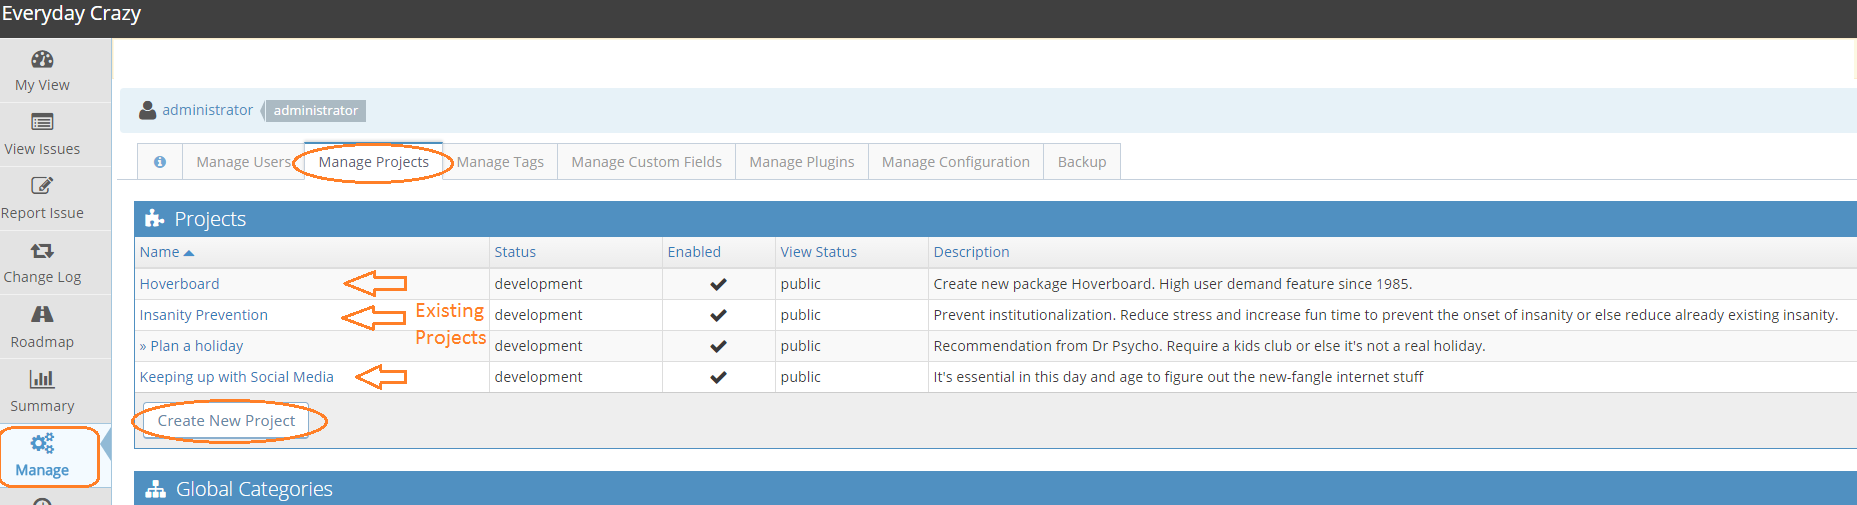 Everyday Crazy
My View
View Issues
Report Issue
Change Log
Roadmap
Summary
Manage
administrator administrator
Manage Users Manage Projects Manage Tags Manage Custom Fields Manage Plugins Manage Configuration Backup
Projects
Name Status Enabled View Status Description
Hoverboard development public Create new package Hoverboard. High user demand feature since 1985.
Insanity Prevention development public Prevent institutionalization. Reduce stress and increase fun time to prevent the onset of insanity or else reduce already existing insanity.
» Plan a holiday development public Recommendation from Dr Psycho. Require a kids club or else it's not a real holiday.
Keeping up with Social Media development public It's essential in this day and age to figure out the new-fangle internet stuff
Existing
Projects
Create New Project
Global Categories